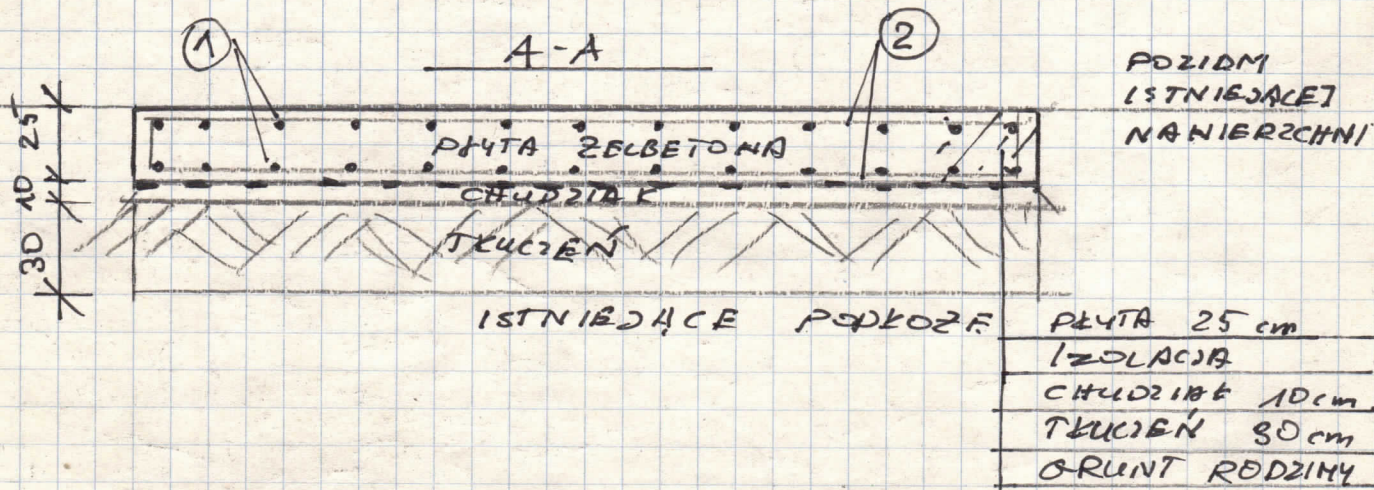 1
A-A
2
POZIOM
ISTNIEJĄCEJ
NAWIERZCHNI
25
10
30
PŁYTA ŻELBETOWA
CHUDZIAK
TŁUCZEŃ
ISTNIEJĄCE PODŁOŻE
PŁYTA 25 cm
IZOLACJA
CHUDZIAK 10 cm
TŁUCZEŃ 30 cm
GRUNT RODZIMY